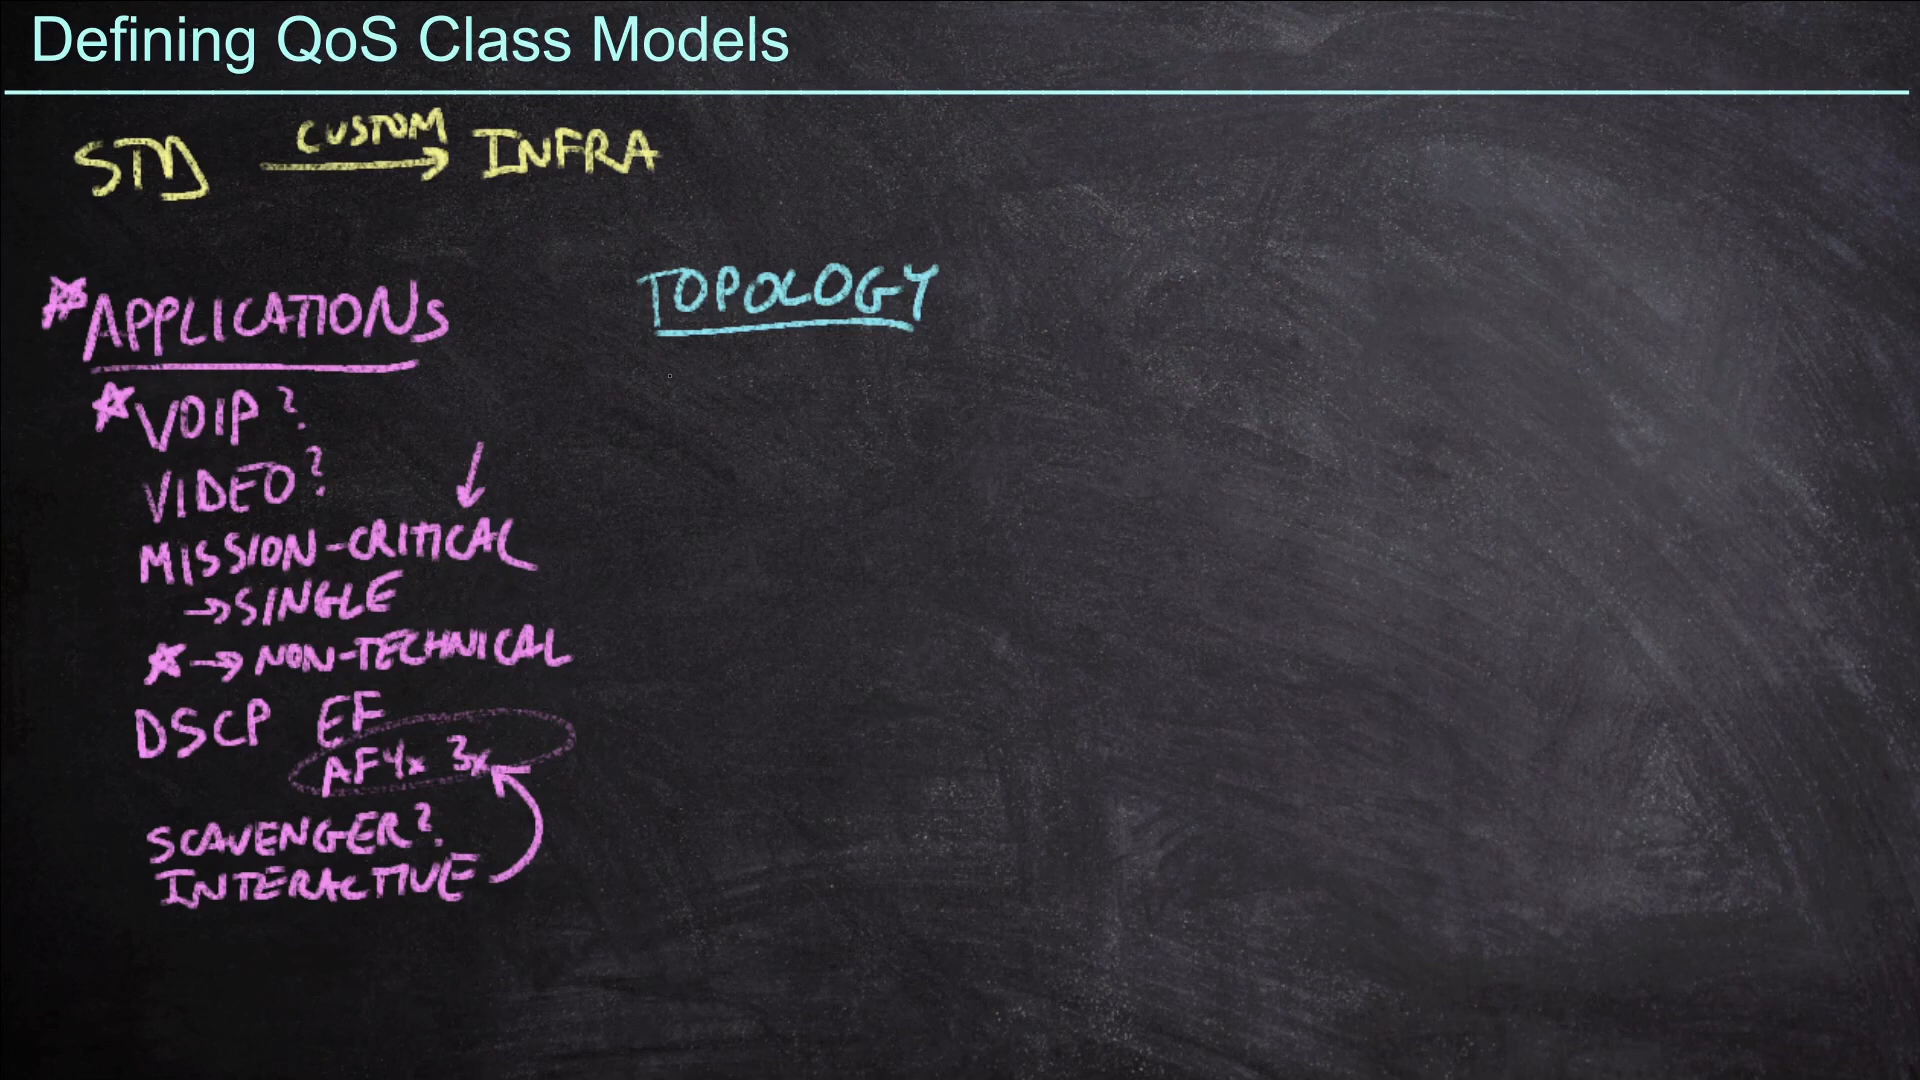 Defining QoS Class Models
STD CUSTOM INFRA
APPLICATIONS
TOPOLOGY
VOIP?
VIDEO?
MISSION-CRITICAL
→SINGLE
→NON-TECHNICAL
DSCP EF
AF4x 3x
SCAVENGER?
INTERACTIVE